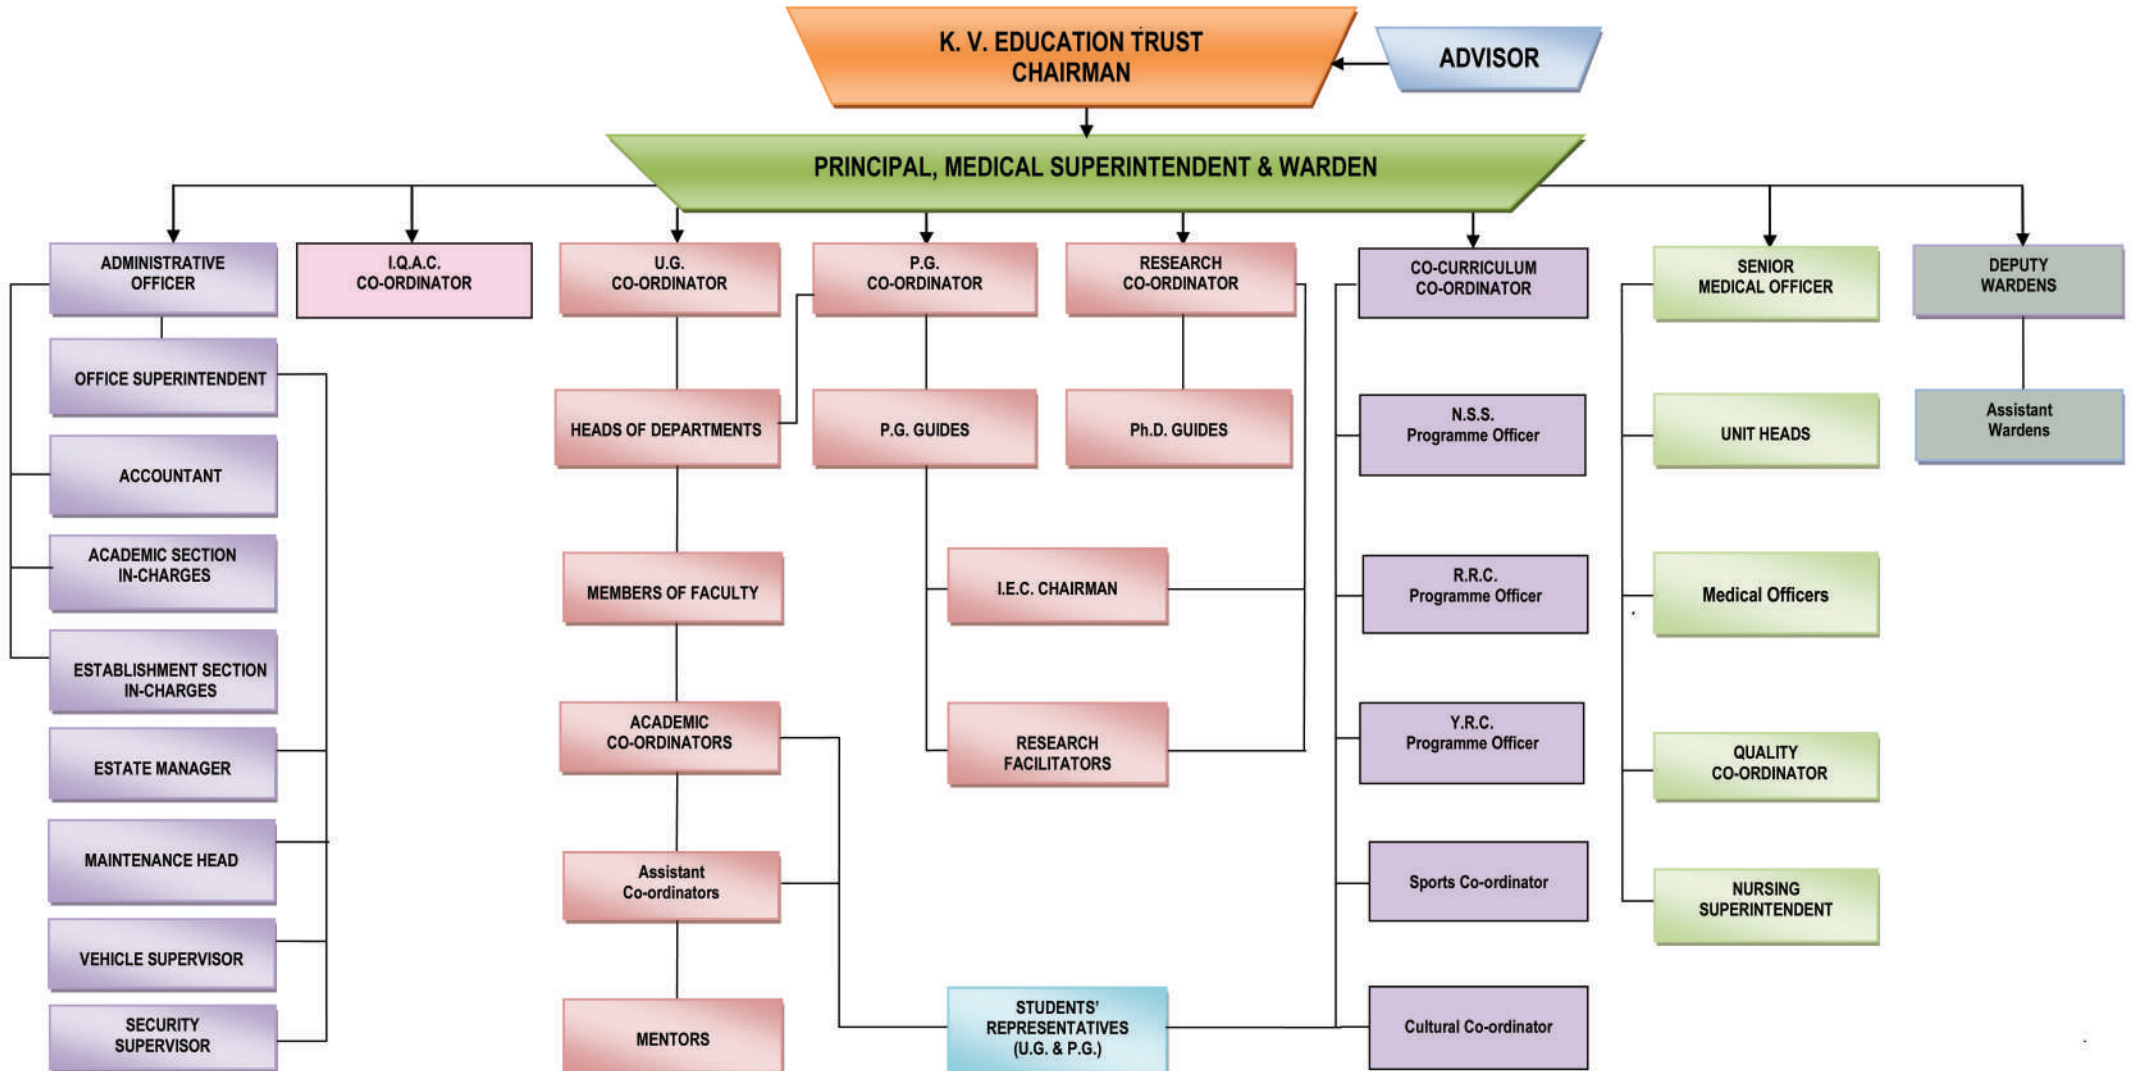 K. V. EDUCATION TRUST
CHAIRMAN
ADVISOR
PRINCIPAL, MEDICAL SUPERINTENDENT & WARDEN
ADMINISTRATIVE
OFFICER
I.Q.A.C.
CO-ORDINATOR
U.G.
CO-ORDINATOR
P.G.
CO-ORDINATOR
RESEARCH
CO-ORDINATOR
CO-CURRICULUM
CO-ORDINATOR
SENIOR
MEDICAL OFFICER
DEPUTY
WARDENS
OFFICE SUPERINTENDENT
ACCOUNTANT
ACADEMIC SECTION
IN-CHARGES
ESTABLISHMENT SECTION
IN-CHARGES
ESTATE MANAGER
MAINTENANCE HEAD
VEHICLE SUPERVISOR
SECURITY
SUPERVISOR
HEADS OF DEPARTMENTS
MEMBERS OF FACULTY
ACADEMIC
CO-ORDINATORS
Assistant
Co-ordinators
MENTORS
P.G. GUIDES
Ph.D. GUIDES
I.E.C. CHAIRMAN
RESEARCH
FACILITATORS
STUDENTS'
REPRESENTATIVES
(U.G. & P.G.)
N.S.S.
Programme Officer
R.R.C.
Programme Officer
Y.R.C.
Programme Officer
Sports Co-ordinator
Cultural Co-ordinator
UNIT HEADS
Medical Officers
QUALITY
CO-ORDINATOR
NURSING
SUPERINTENDENT
Assistant
Wardens